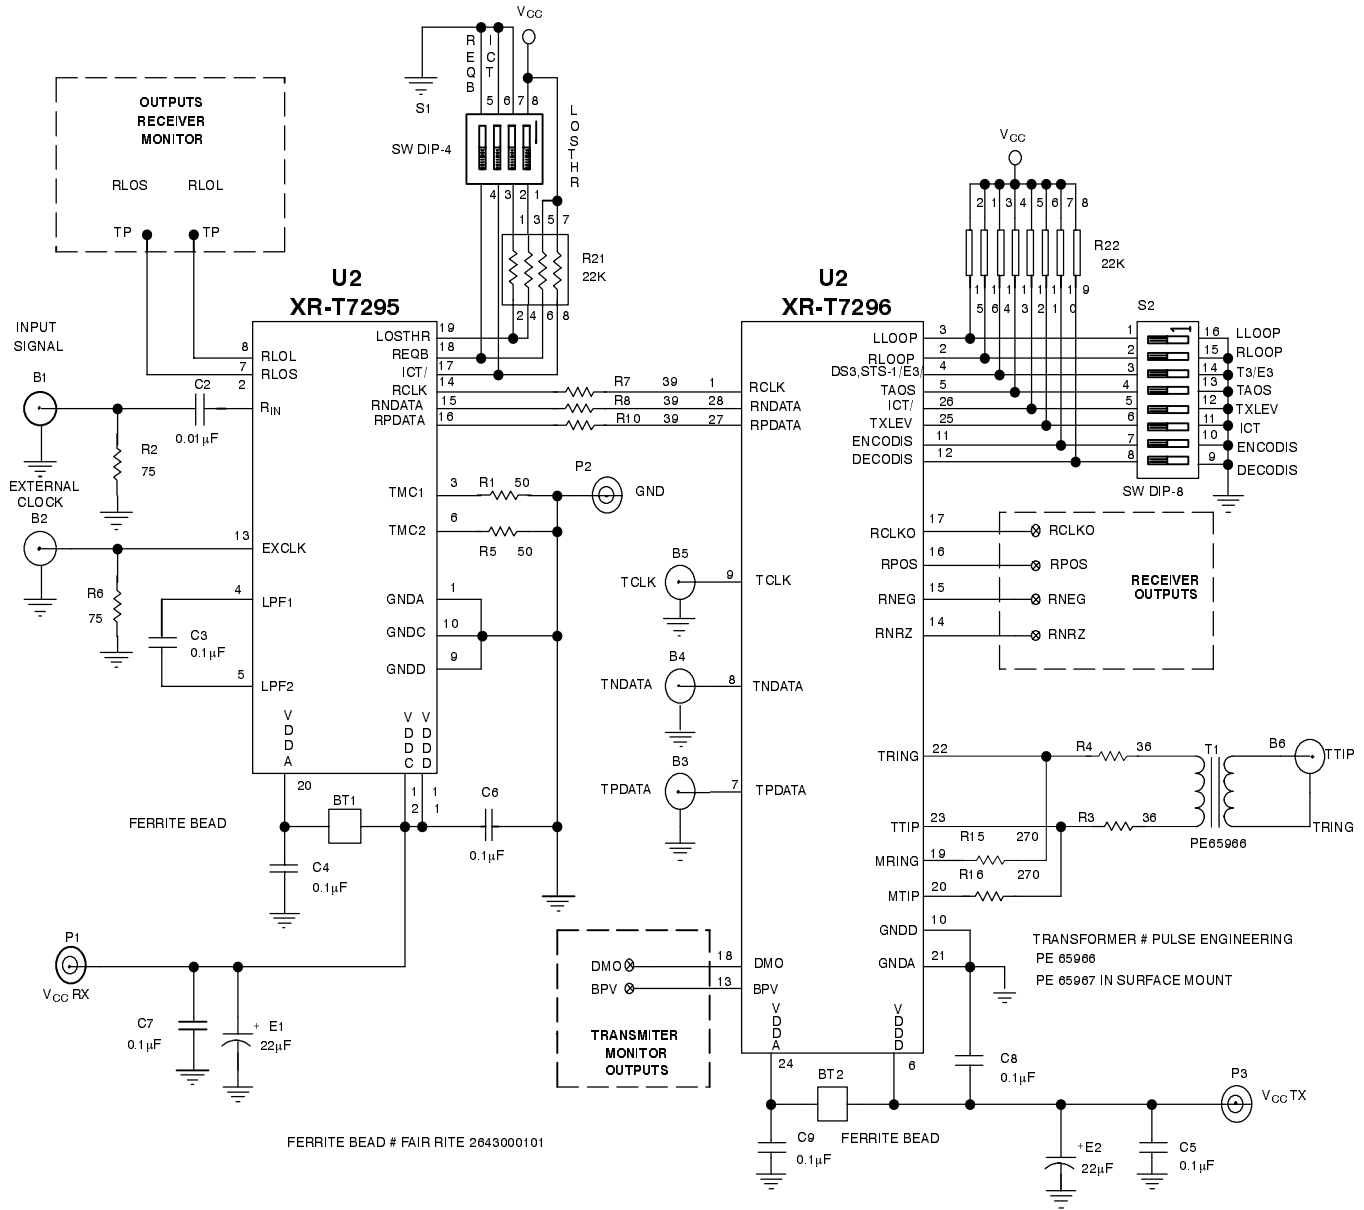 VCC
R
E
Q
B
I
C
T
S1
5 6 7 8
SW DIP-4
4 3 2 1
L
O
S
T
H
R
1 3 5 7
R21
22K
2 4 6 8
OUTPUTS
RECEIVER
MONITOR
RLOS RLOL
TP TP
U2
XR-T7295
INPUT
SIGNAL
B1
C2
0.01µF
R2
75
EXTERNAL
CLOCK
B2
R6
75
C3
0.1µF
8 RLOL
7 RLOS
2 RIN
13 EXCLK
4 LPF1
5 LPF2
LOSTHR 19
REQB 18
ICT/ 17
RCLK 14
RNDATA 15
RPDATA 16
TMC1 3
TMC2 6
GNDA 1
GNDC 10
GNDD 9
V
D
D
A
V
D
D
C
V
D
D
D
20
1
2
1
1
R7 39
R8 39
R10 39
R1 50
R5 50
P2
GND
FERRITE BEAD
BT1
C6
0.1µF
C4
0.1µF
P1
VCC RX
C7
0.1µF
+ E1
22µF
FERRITE BEAD # FAIR RITE 2643000101
U2
XR-T7296
1 RCLK
28 RNDATA
27 RPDATA
B5
TCLK 9 TCLK
B4
TNDATA 8 TNDATA
B3
TPDATA 7 TPDATA
DMO 18 DMO
BPV 13 BPV
TRANSMITER
MONITOR
OUTPUTS
LLOOP 3
RLOOP 2
DS3,STS-1/E3/ 4
TAOS 5
ICT/ 26
TXLEV 25
ENCODIS 11
DECODIS 12
VCC
2 1 3 4 5 6 7 8
R22
22K
1 1 1 1 1 1 1 9
5 6 4 3 2 1 0
S2
1
2
3
4
5
6
7
8
1
16 LLOOP
15 RLOOP
14 T3/E3
13 TAOS
12 TXLEV
11 ICT
10 ENCODIS
9 DECODIS
SW DIP-8
RCLKO 17 RCLKO
RPOS 16 RPOS
RNEG 15 RNEG
RNRZ 14 RNRZ
RECEIVER
OUTPUTS
TRING 22
TTIP 23
MRING 19
MTIP 20
GNDD 10
GNDA 21
R4 36
R3 36
R15 270
R16 270
T1
PE65966
B6
TTIP
TRING
TRANSFORMER # PULSE ENGINEERING
PE 65966
PE 65967 IN SURFACE MOUNT
V
D
D
A
V
D
D
D
24
6
BT2
FERRITE BEAD
C8
0.1µF
C9
0.1µF
+E2
22µF
C5
0.1µF
P3
VCC TX